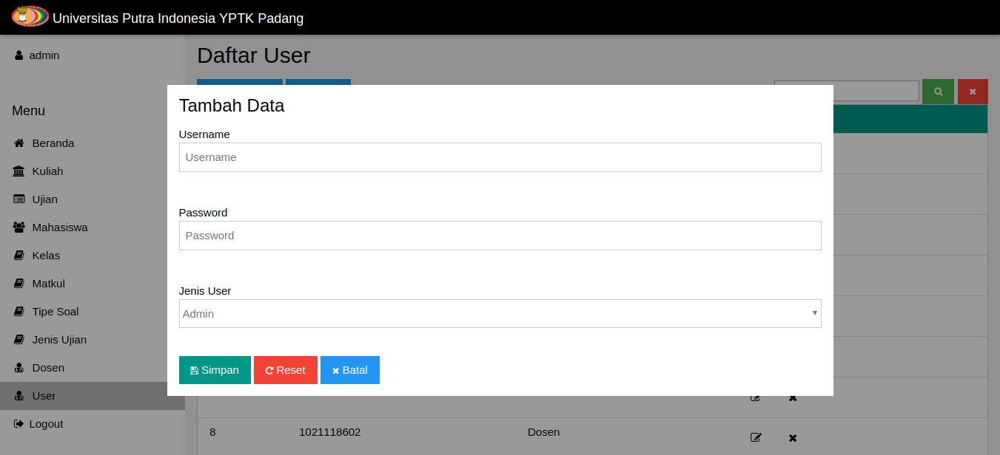 Universitas Putra Indonesia YPTK Padang
admin
Daftar User
Menu
Beranda
Kuliah
Ujian
Mahasiswa
Kelas
Matkul
Tipe Soal
Jenis Ujian
Dosen
User
Logout
Tambah Data
Username
Username
Password
Password
Jenis User
Admin
Simpan Reset Batal
8 1021118602 Dosen